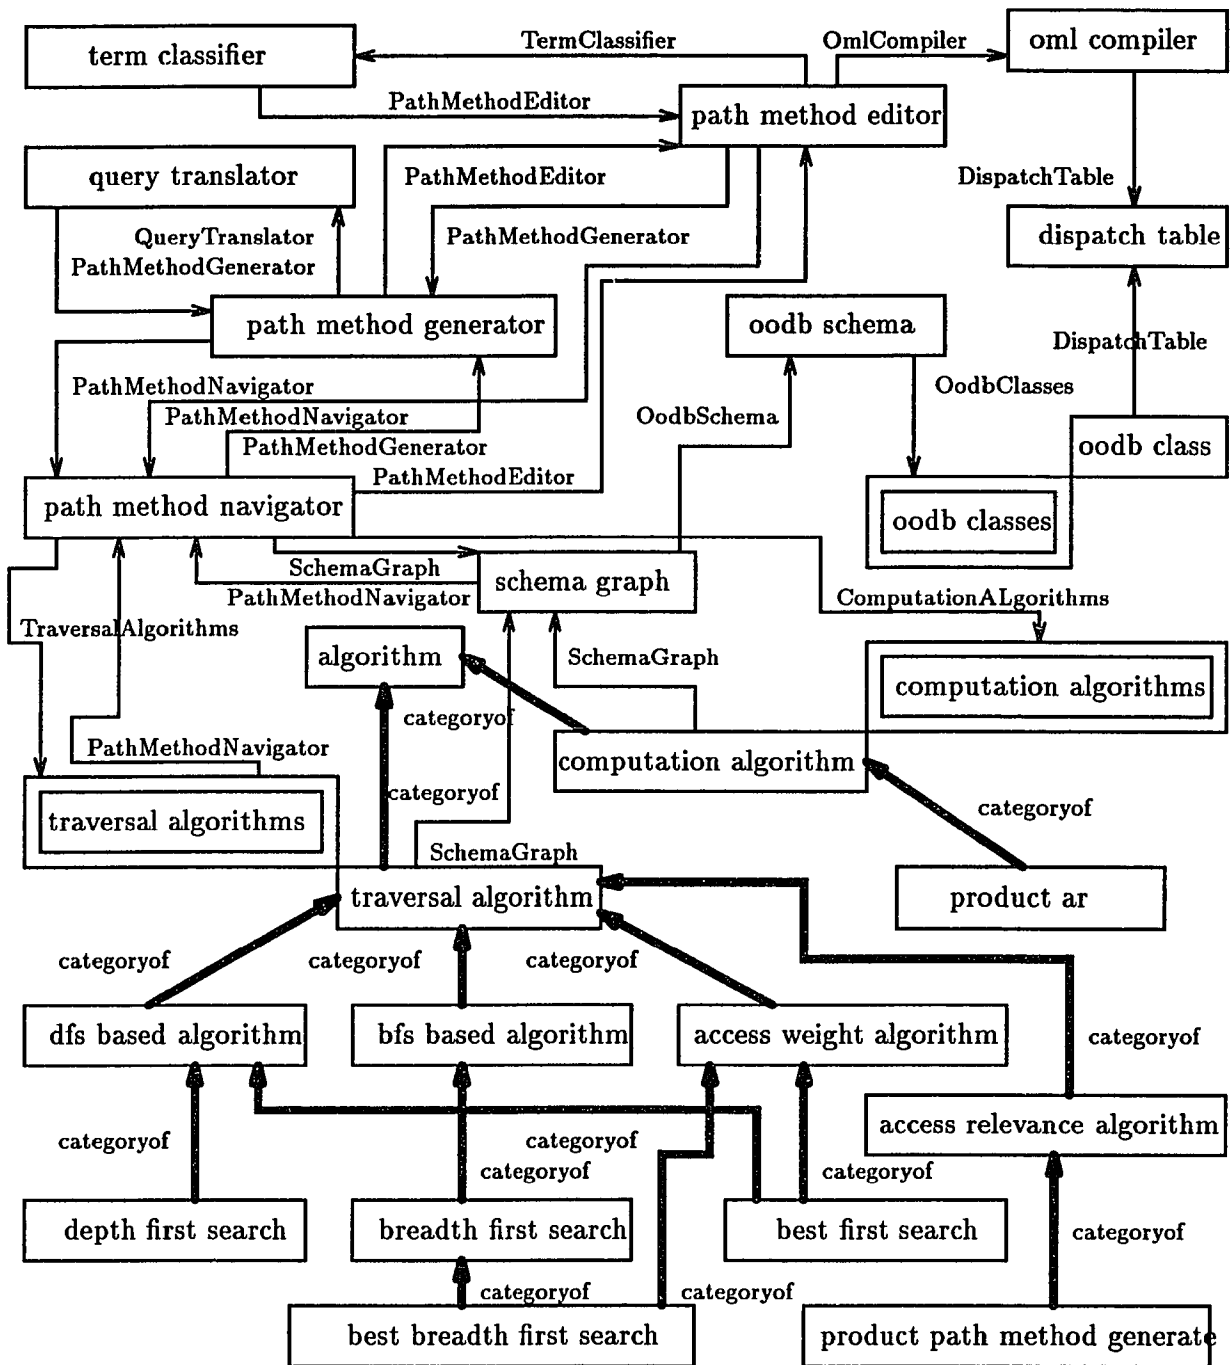 TermClassifier
OmlCompiler
oml compiler
term classifier
PathMethodEditor
path method editor
query translator
PathMethodEditor
DispatchTable
QueryTranslator
PathMethodGenerator
dispatch table
PathMethodGenerator
path method generator
oodb schema
DispatchTable
PathMethodNavigator
OodbClasses
PathMethodNavigator
OodbSchema
PathMethodGenerator
oodb class
PathMethodEditor
path method navigator
oodb classes
SchemaGraph
schema graph
PathMethodNavigator
ComputationALgorithms
TraversalAlgorithms
algorithm
SchemaGraph
computation algorithms
categoryof
PathMethodNavigator
computation algorithm
categoryof
categoryof
traversal algorithms
SchemaGraph
traversal algorithm
product ar
categoryof
categoryof
categoryof
dfs based algorithm
bfs based algorithm
access weight algorithm
categoryof
access relevance algorithm
categoryof
categoryof
categoryof
categoryof
depth first search
breadth first search
best first search
categoryof
categoryof
categoryof
best breadth first search
product path method generate